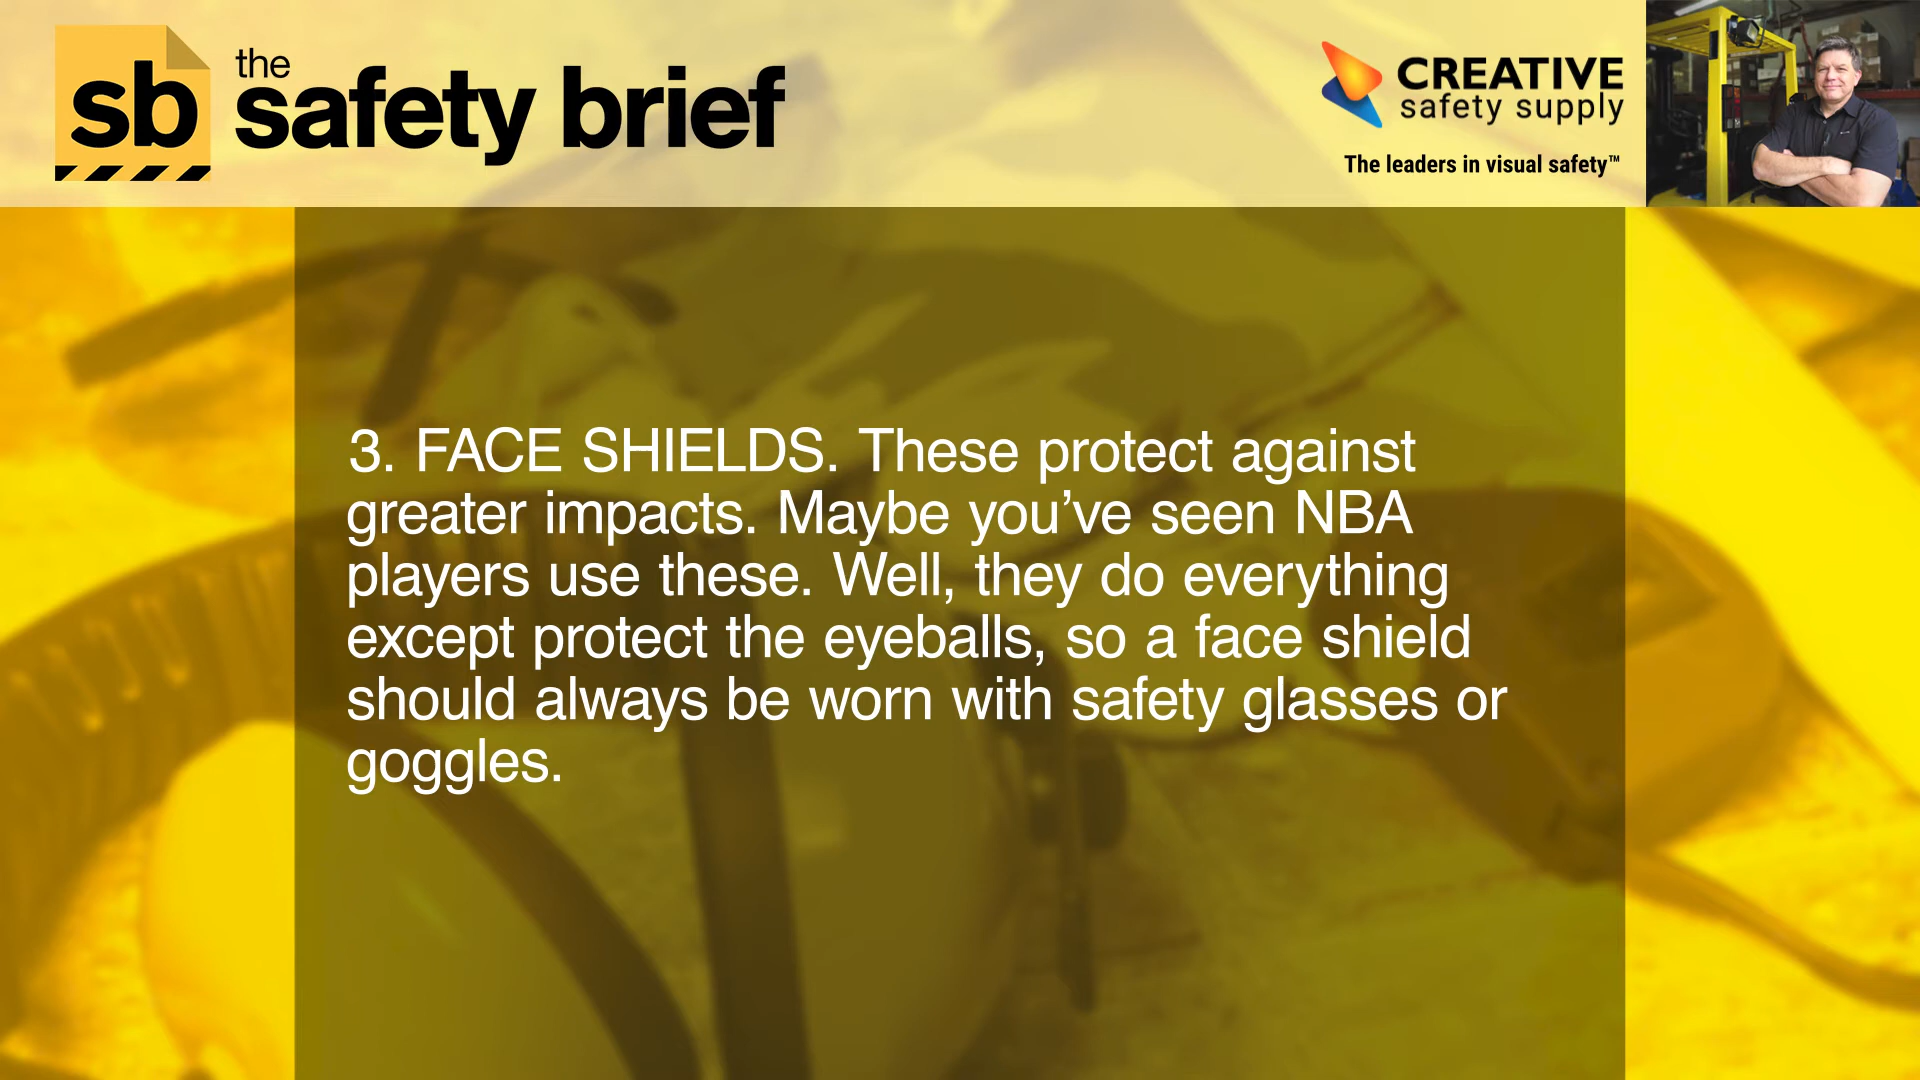 sb
the
safety brief
CREATIVE
safety supply
The leaders in visual safety™
3. FACE SHIELDS. These protect against
greater impacts. Maybe you’ve seen NBA
players use these. Well, they do everything
except protect the eyeballs, so a face shield
should always be worn with safety glasses or
goggles.